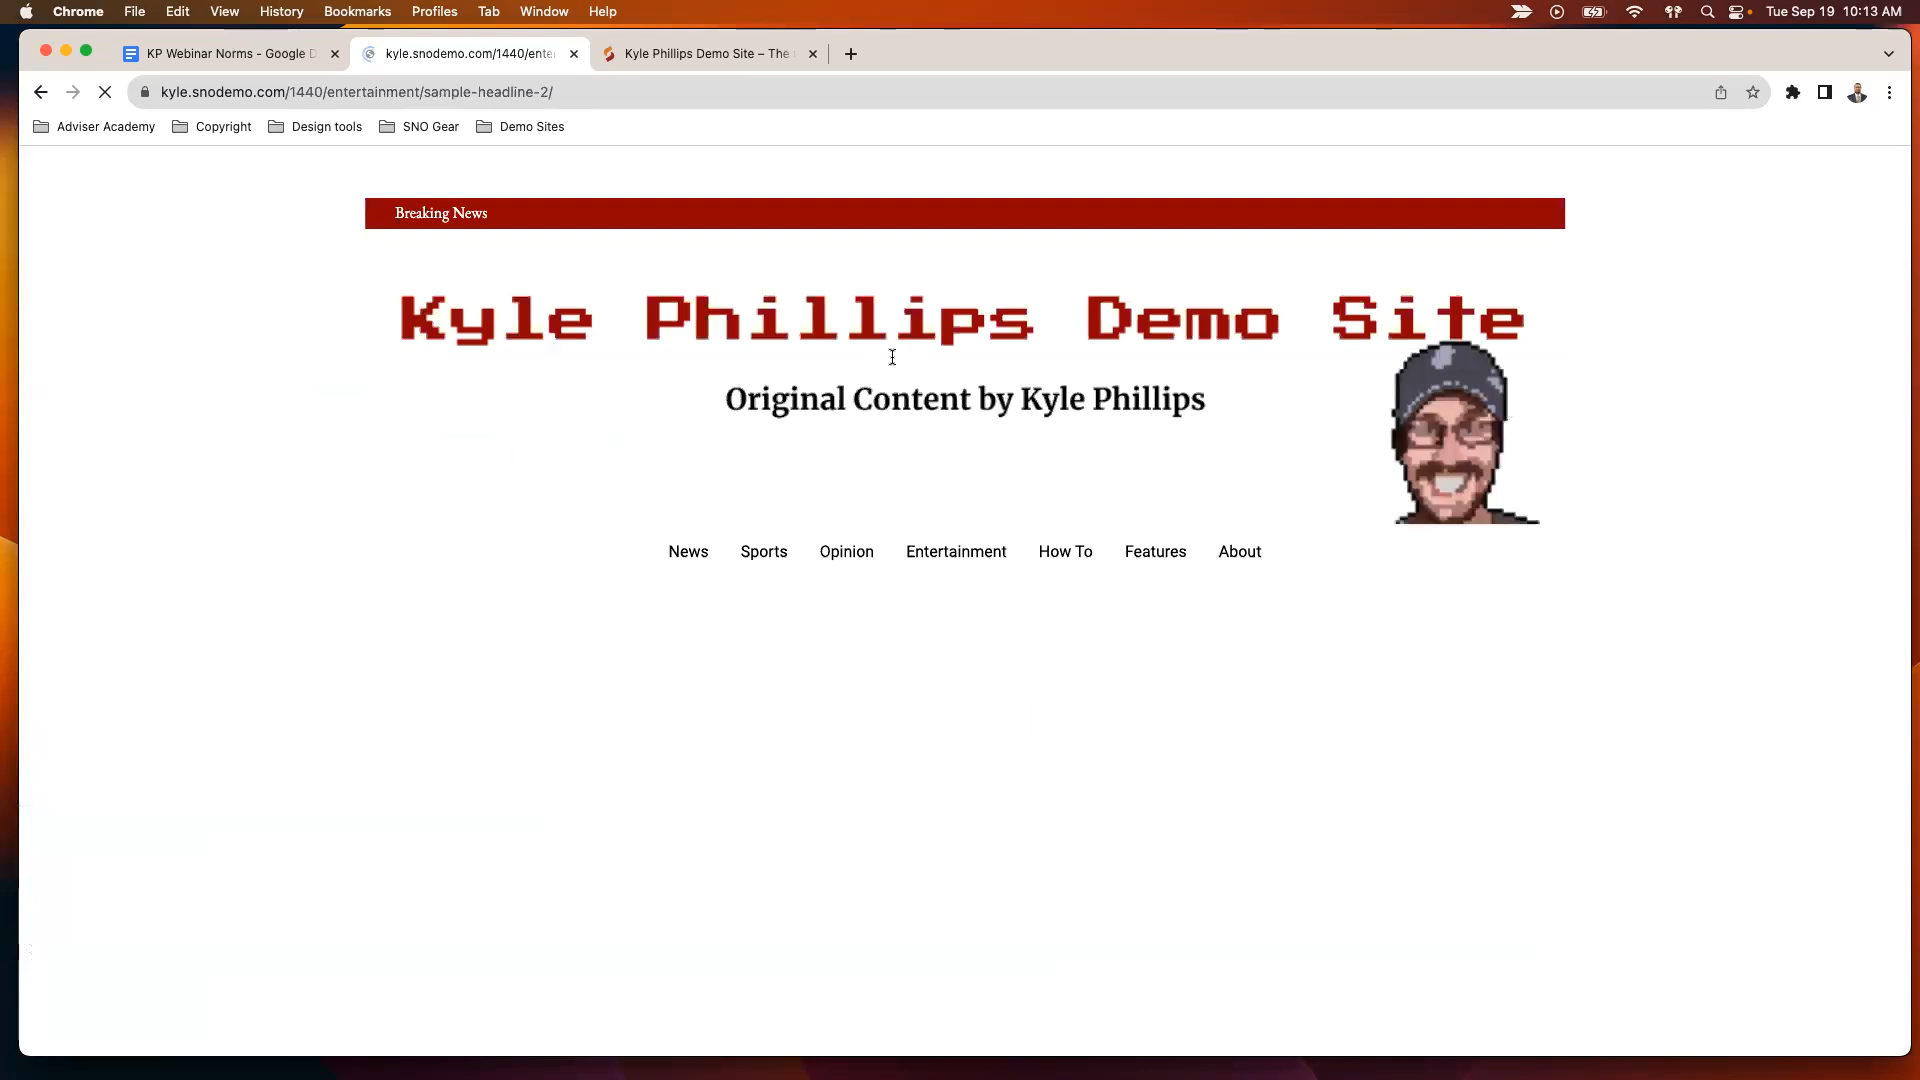 Chrome File Edit View History Bookmarks Profiles Tab Window Help Tue Sep 19 10:13 AM
KP Webinar Norms - Google D kyle.snodemo.com/1440/ente Kyle Phillips Demo Site – The
kyle.snodemo.com/1440/entertainment/sample-headline-2/
Adviser Academy Copyright Design tools SNO Gear Demo Sites
Breaking News
Kyle Phillips Demo Site
Original Content by Kyle Phillips
News Sports Opinion Entertainment How To Features About